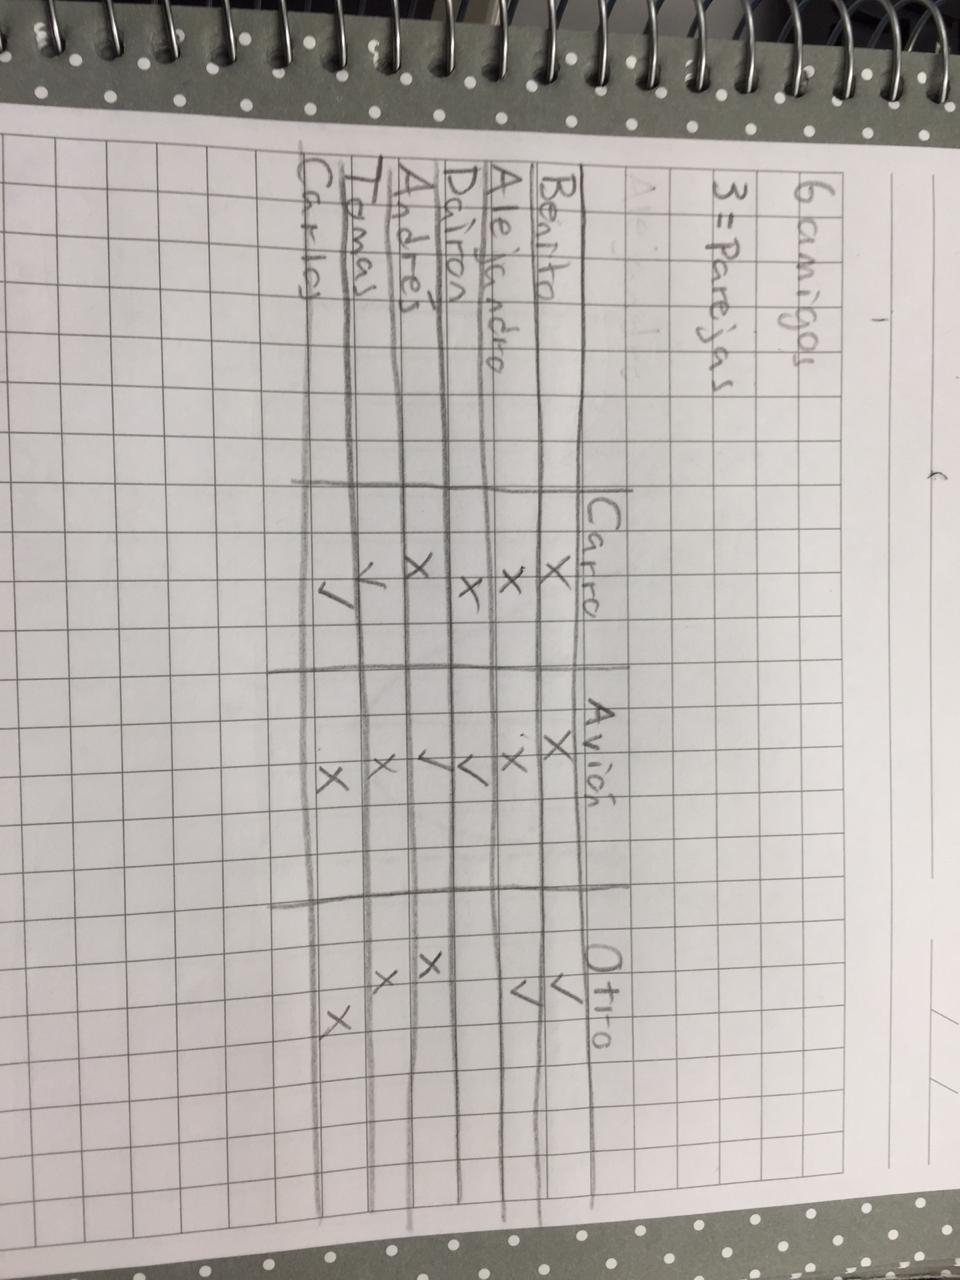 6 amigos
3 = Parejas
Carro Avión Otro
Benito X X ✓
Alejandro X X ✓
Dairon X ✓
Andrés X ✓ X
Tomas ✓ X X
Carlos ✓ X X